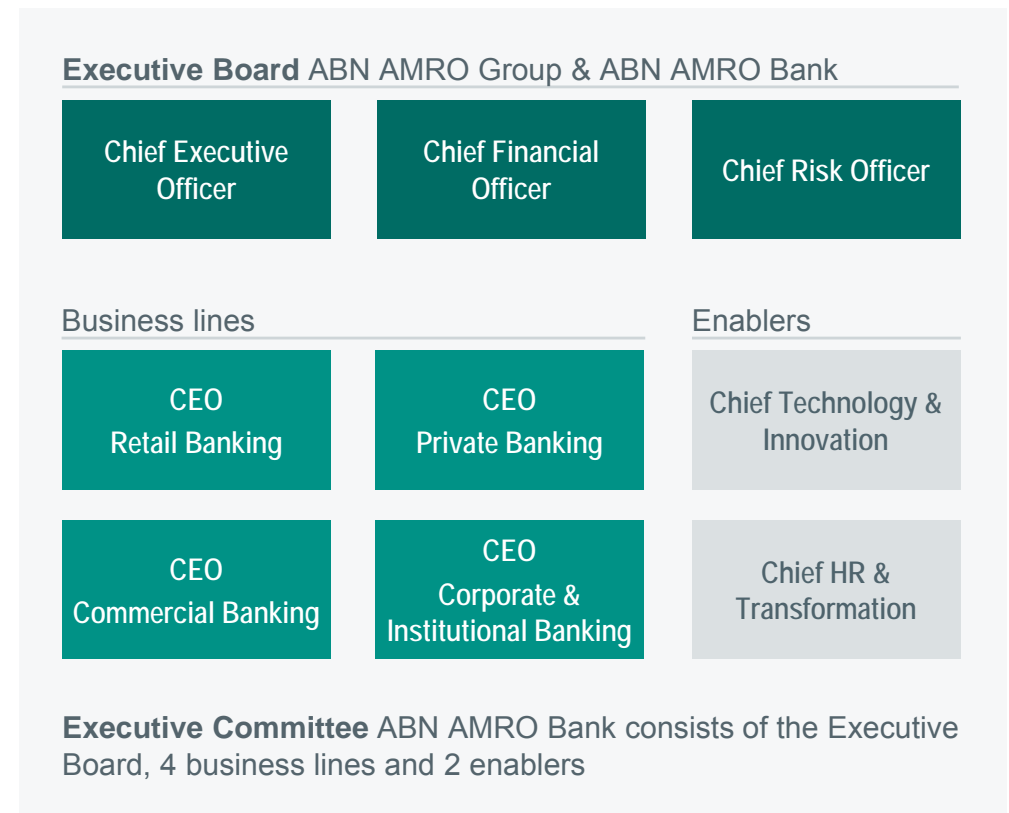 Executive Board ABN AMRO Group & ABN AMRO Bank
Chief Executive
Officer
Chief Financial
Officer
Chief Risk Officer
Business lines
Enablers
CEO
Retail Banking
CEO
Private Banking
Chief Technology &
Innovation
CEO
Commercial Banking
CEO
Corporate &
Institutional Banking
Chief HR &
Transformation
Executive Committee ABN AMRO Bank consists of the Executive
Board, 4 business lines and 2 enablers